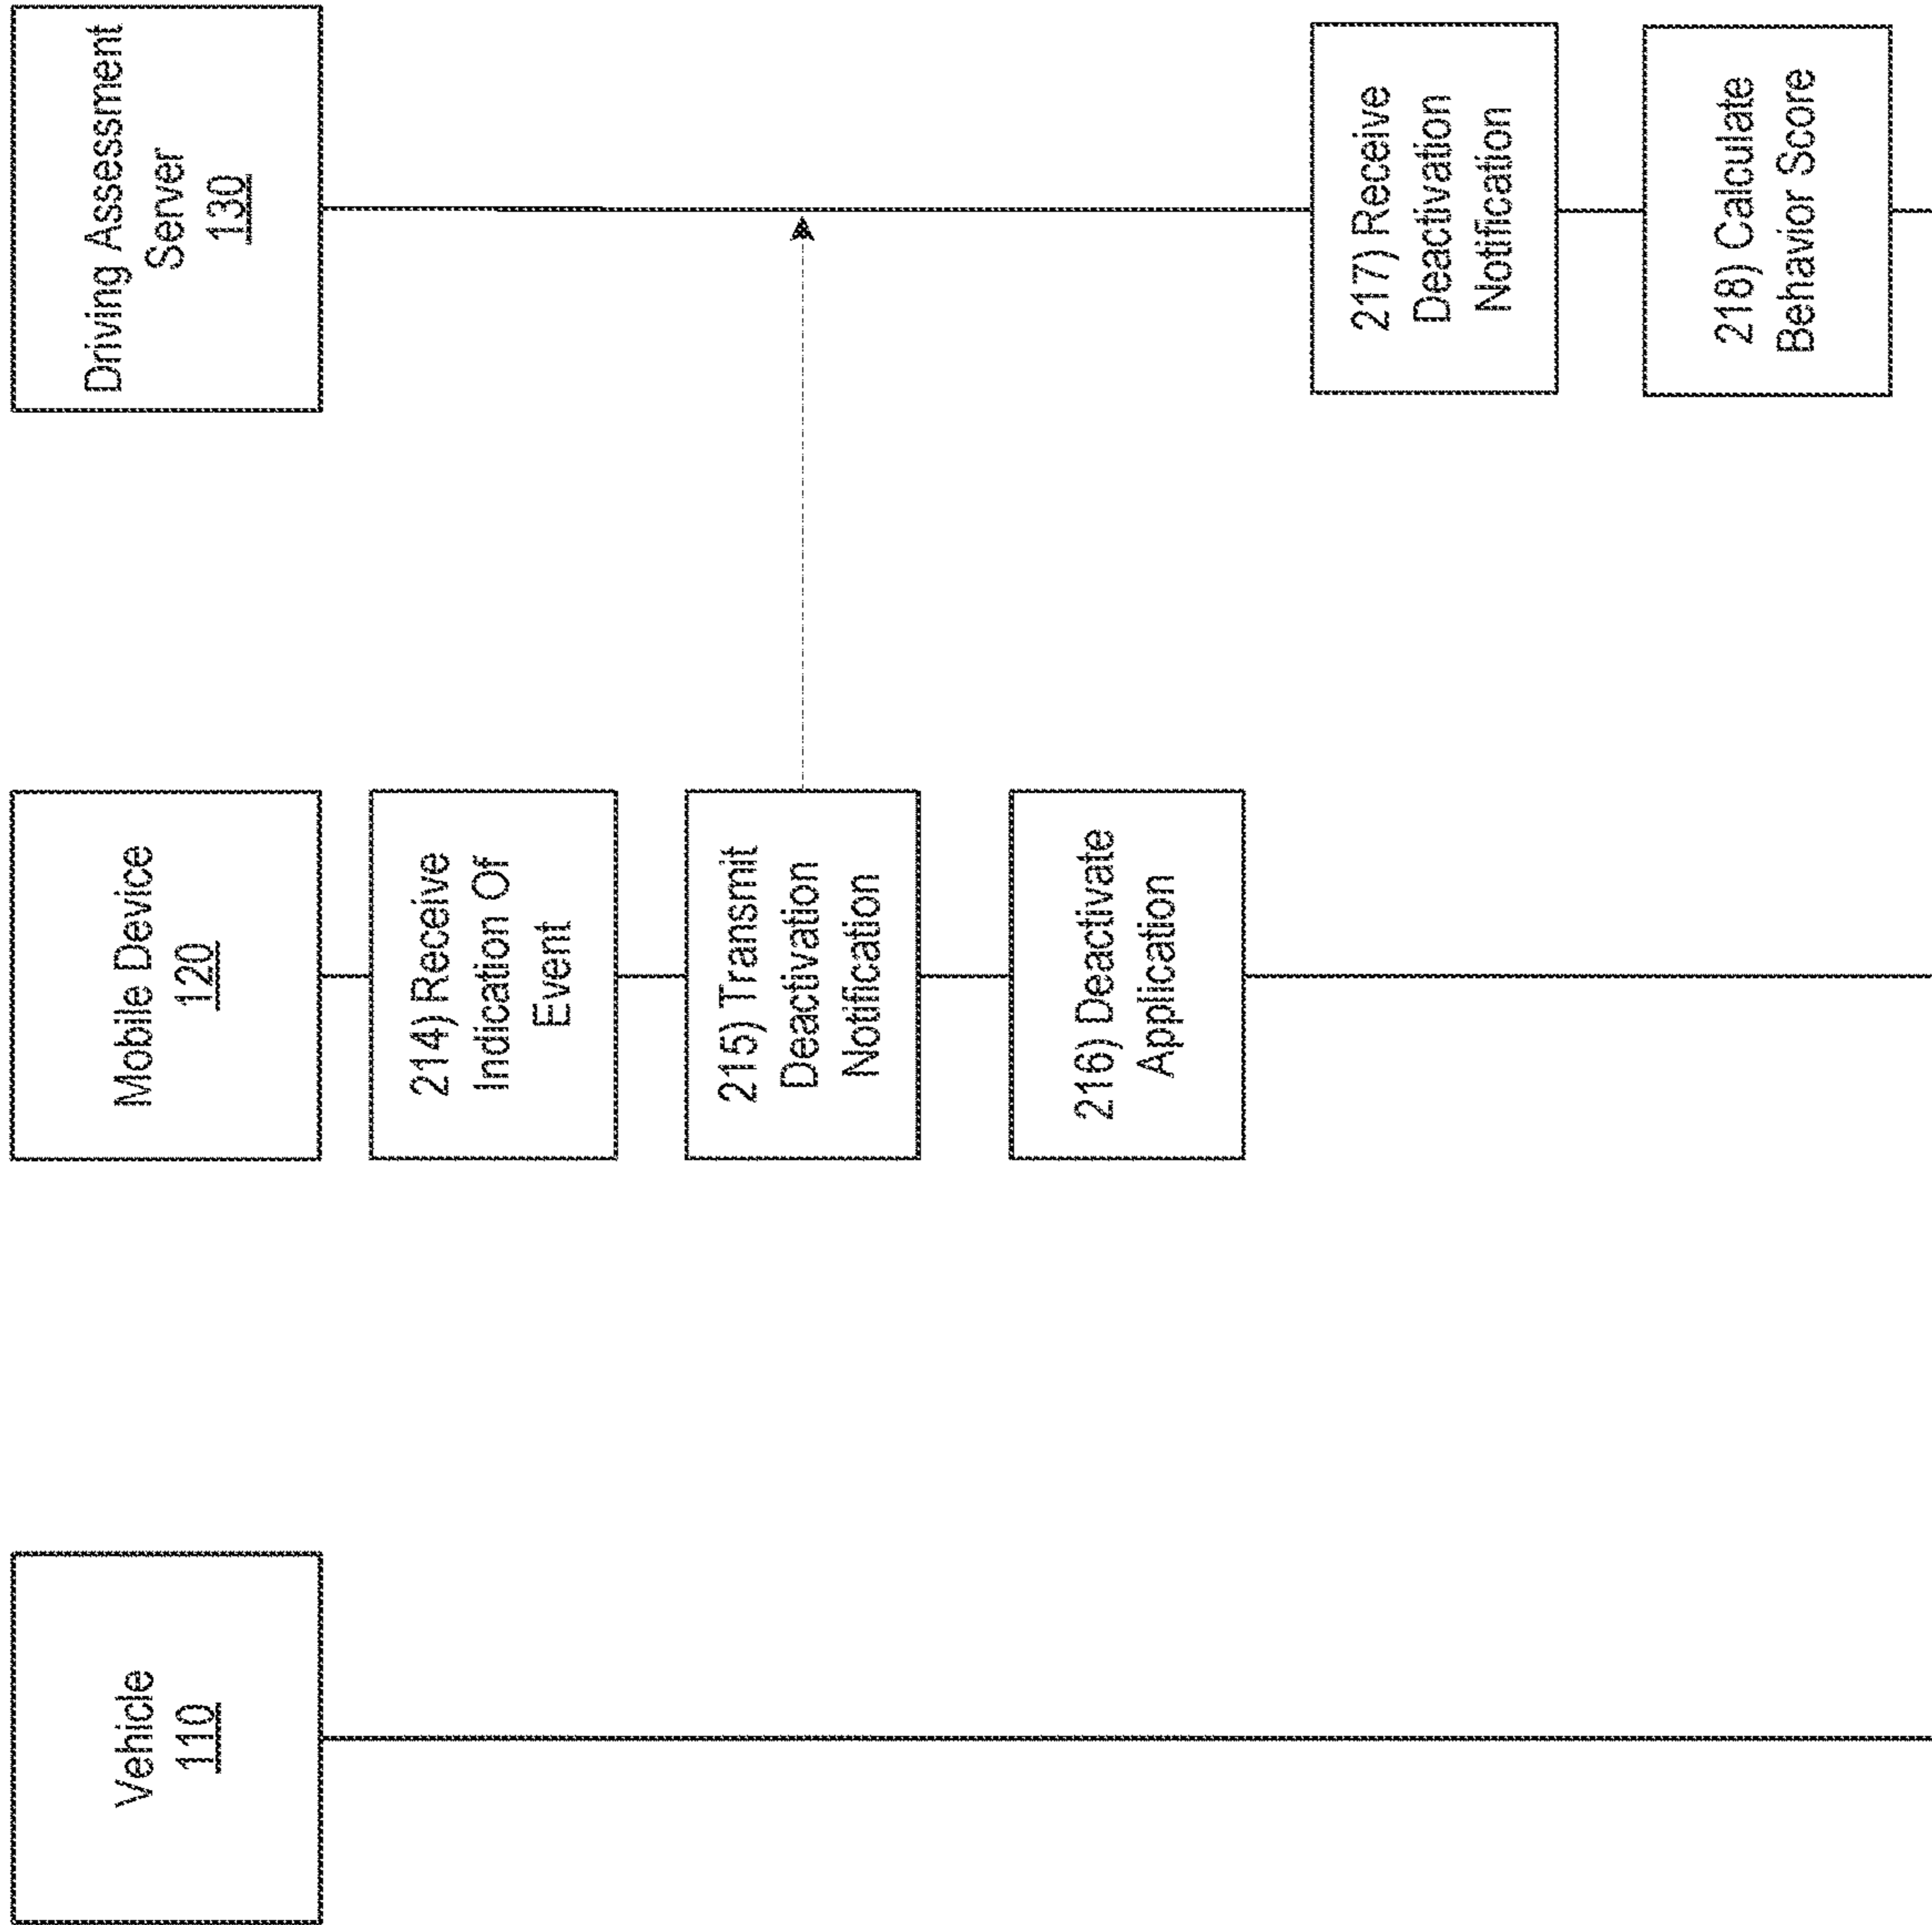 Vehicle
110
Mobile Device
120
Driving Assessment
Server
130
214) Receive
Indication Of
Event
215) Transmit
Deactivation
Notification
216) Deactivate
Application
217) Receive
Deactivation
Notification
218) Calculate
Behavior Score